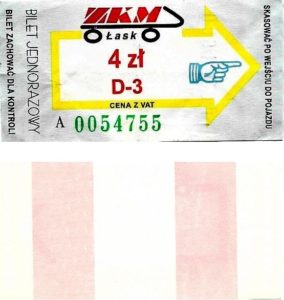 BILET ZACHOWAĆ DLA KONTROLI
BILET JEDNORAZOWY
ZKM
Łask
4 zł
D-3
CENA Z VAT
A 0054755
SKASOWAĆ PO WEJŚCIU DO POJAZDU